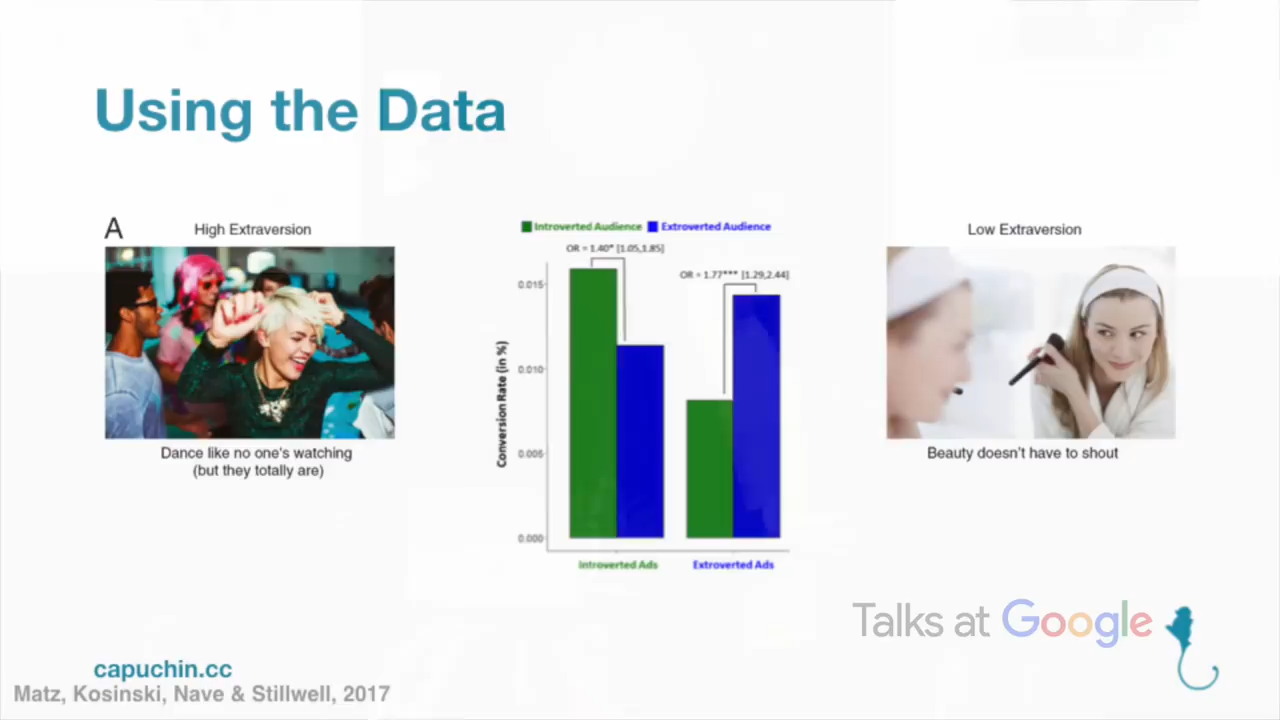 Using the Data
A
High Extraversion
Dance like no one's watching
(but they totally are)
Introverted Audience Extroverted Audience
OR = 1.40* [1.05,1.85]
OR = 1.77*** [1.29,2.44]
Conversion Rate (in %)
0.015
0.010
0.005
0.000
Introverted Ads Extroverted Ads
Low Extraversion
Beauty doesn't have to shout
Talks at Google
capuchin.cc
Matz, Kosinski, Nave & Stillwell, 2017